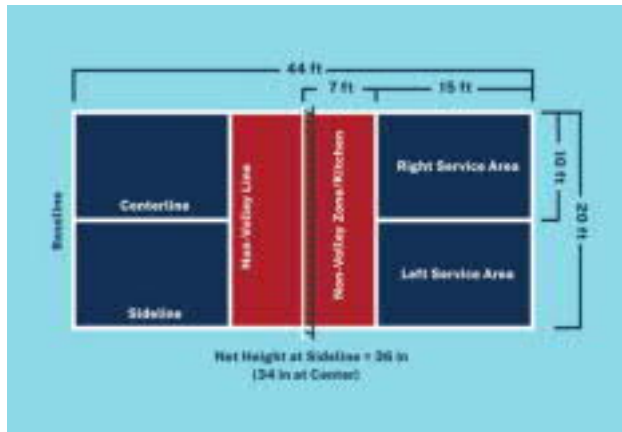 44 ft
7 ft
15 ft
Baseline
Centerline
Sideline
Non-Volley Line
Non-Volley Zone/Kitchen
Right Service Area
Left Service Area
10 ft
20 ft
Net Height at Sideline = 36 in
(34 in at Center)